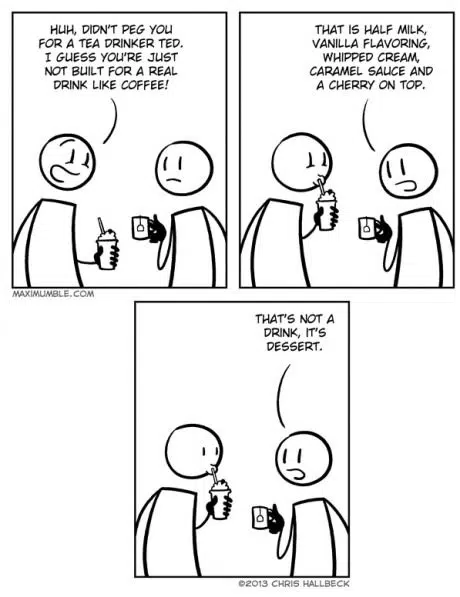 HUH, DIDN'T PEG YOU
FOR A TEA DRINKER TED.
I GUESS YOU'RE JUST
NOT BUILT FOR A REAL
DRINK LIKE COFFEE!
THAT IS HALF MILK,
VANILLA FLAVORING,
WHIPPED CREAM,
CARAMEL SAUCE AND
A CHERRY ON TOP.
MAXIMUMBLE.COM
THAT'S NOT A
DRINK, IT'S
DESSERT.
©2013 CHRIS HALLBECK